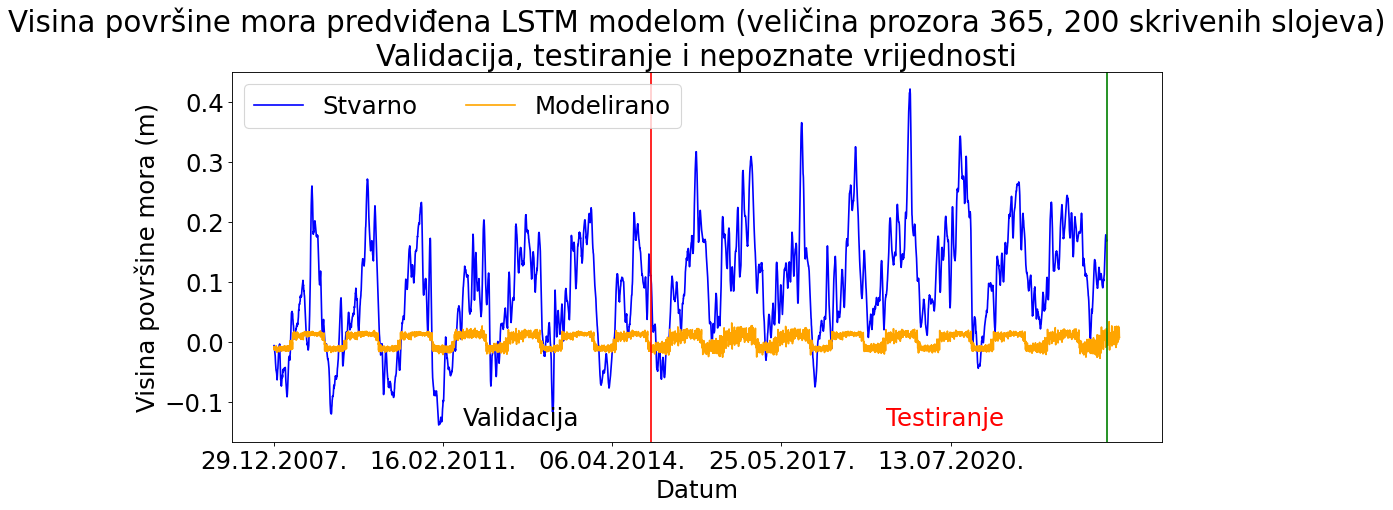 Visina površine mora predviđena LSTM modelom (veličina prozora 365, 200 skrivenih slojeva)
Validacija, testiranje i nepoznate vrijednosti
Stvarno
Modelirano
Visina površine mora (m)
0.4
0.3
0.2
0.1
0.0
−0.1
Validacija
Testiranje
29.12.2007.
16.02.2011.
06.04.2014.
25.05.2017.
13.07.2020.
Datum